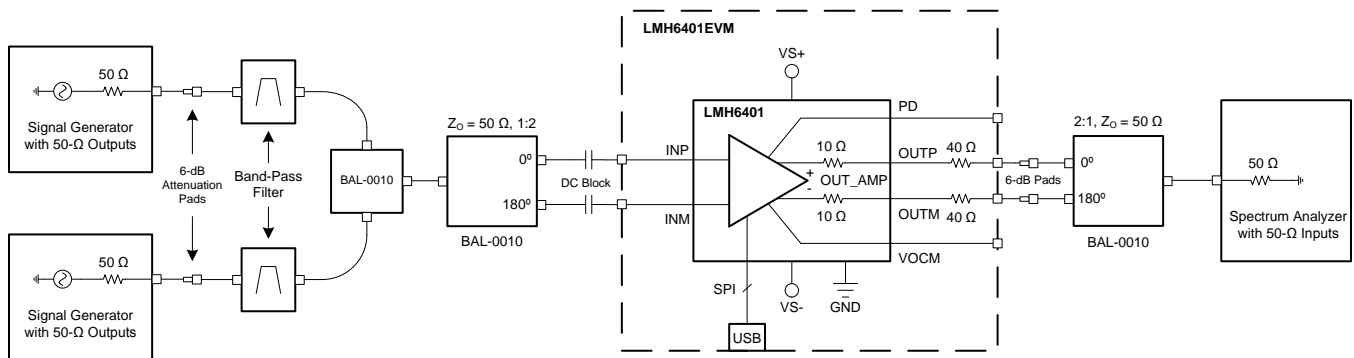 LMH6401EVM
50 Ω
Signal Generator
with 50-Ω Outputs
6-dB
Attenuation
Pads
Band-Pass
Filter
BAL-0010
50 Ω
Signal Generator
with 50-Ω Outputs
Z_O = 50 Ω, 1:2
0º
180º
BAL-0010
DC Block
VS+
LMH6401
PD
INP
INM
10 Ω
OUTP
40 Ω
+
OUT_AMP
-
10 Ω
OUTM
40 Ω
VOCM
SPI
VS-
GND
USB
6-dB Pads
2:1, Z_O = 50 Ω
0º
180º
BAL-0010
50 Ω
Spectrum Analyzer
with 50-Ω Inputs